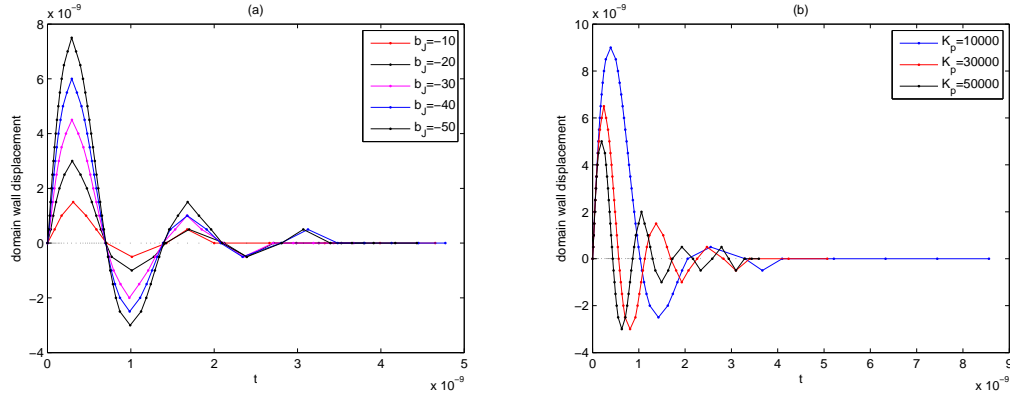 (a)
x 10⁻⁹
8
6
4
2
0
−2
−4
domain wall displacement
0
1
2
3
4
5
t
x 10⁻⁹
b_J=−10
b_J=−20
b_J=−30
b_J=−40
b_J=−50
(b)
x 10⁻⁹
10
8
6
4
2
0
−2
−4
domain wall displacement
0
1
2
3
4
5
6
7
8
9
t
x 10⁻⁹
K_p=10000
K_p=30000
K_p=50000